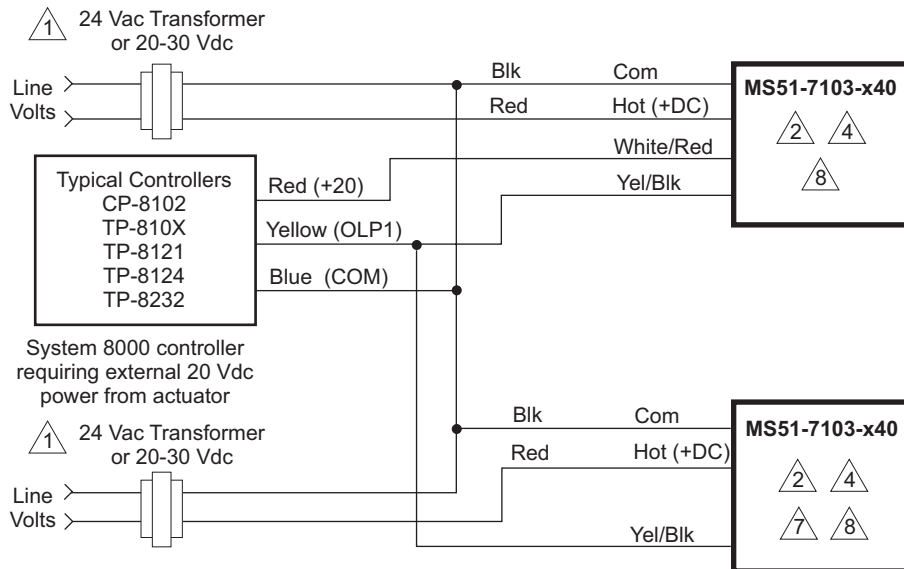 1
24 Vac Transformer
or 20-30 Vdc
Line
Volts
Blk
Com
Red
Hot (+DC)
White/Red
Yel/Blk
MS51-7103-x40
2
4
8
Typical Controllers
CP-8102
TP-810X
TP-8121
TP-8124
TP-8232
Red (+20)
Yellow (OLP1)
Blue (COM)
System 8000 controller
requiring external 20 Vdc
power from actuator
1
24 Vac Transformer
or 20-30 Vdc
Line
Volts
Blk
Com
Red
Hot (+DC)
Yel/Blk
MS51-7103-x40
2
4
7
8